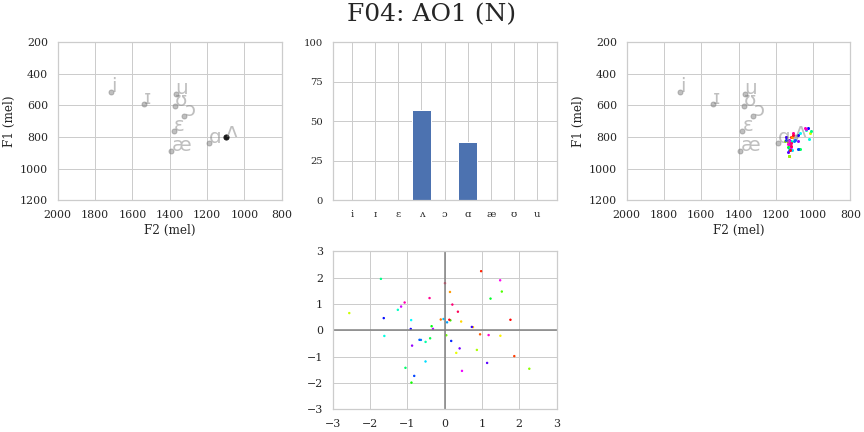 F04: AO1 (N)
200
400
600
800
1000
1200
F1 (mel)
2000 1800 1600 1400 1200 1000 800
F2 (mel)
i
ɪ
u
ʊ
ɔ
ɛ
æ
ɑ
ʌ
100
75
50
25
0
i ɪ ɛ ʌ ɔ ɑ æ ʊ u
200
400
600
800
1000
1200
F1 (mel)
2000 1800 1600 1400 1200 1000 800
F2 (mel)
i
ɪ
u
ʊ
ɔ
ɛ
æ
ɑ
ʌ
3
2
1
0
−1
−2
−3
−3 −2 −1 0 1 2 3